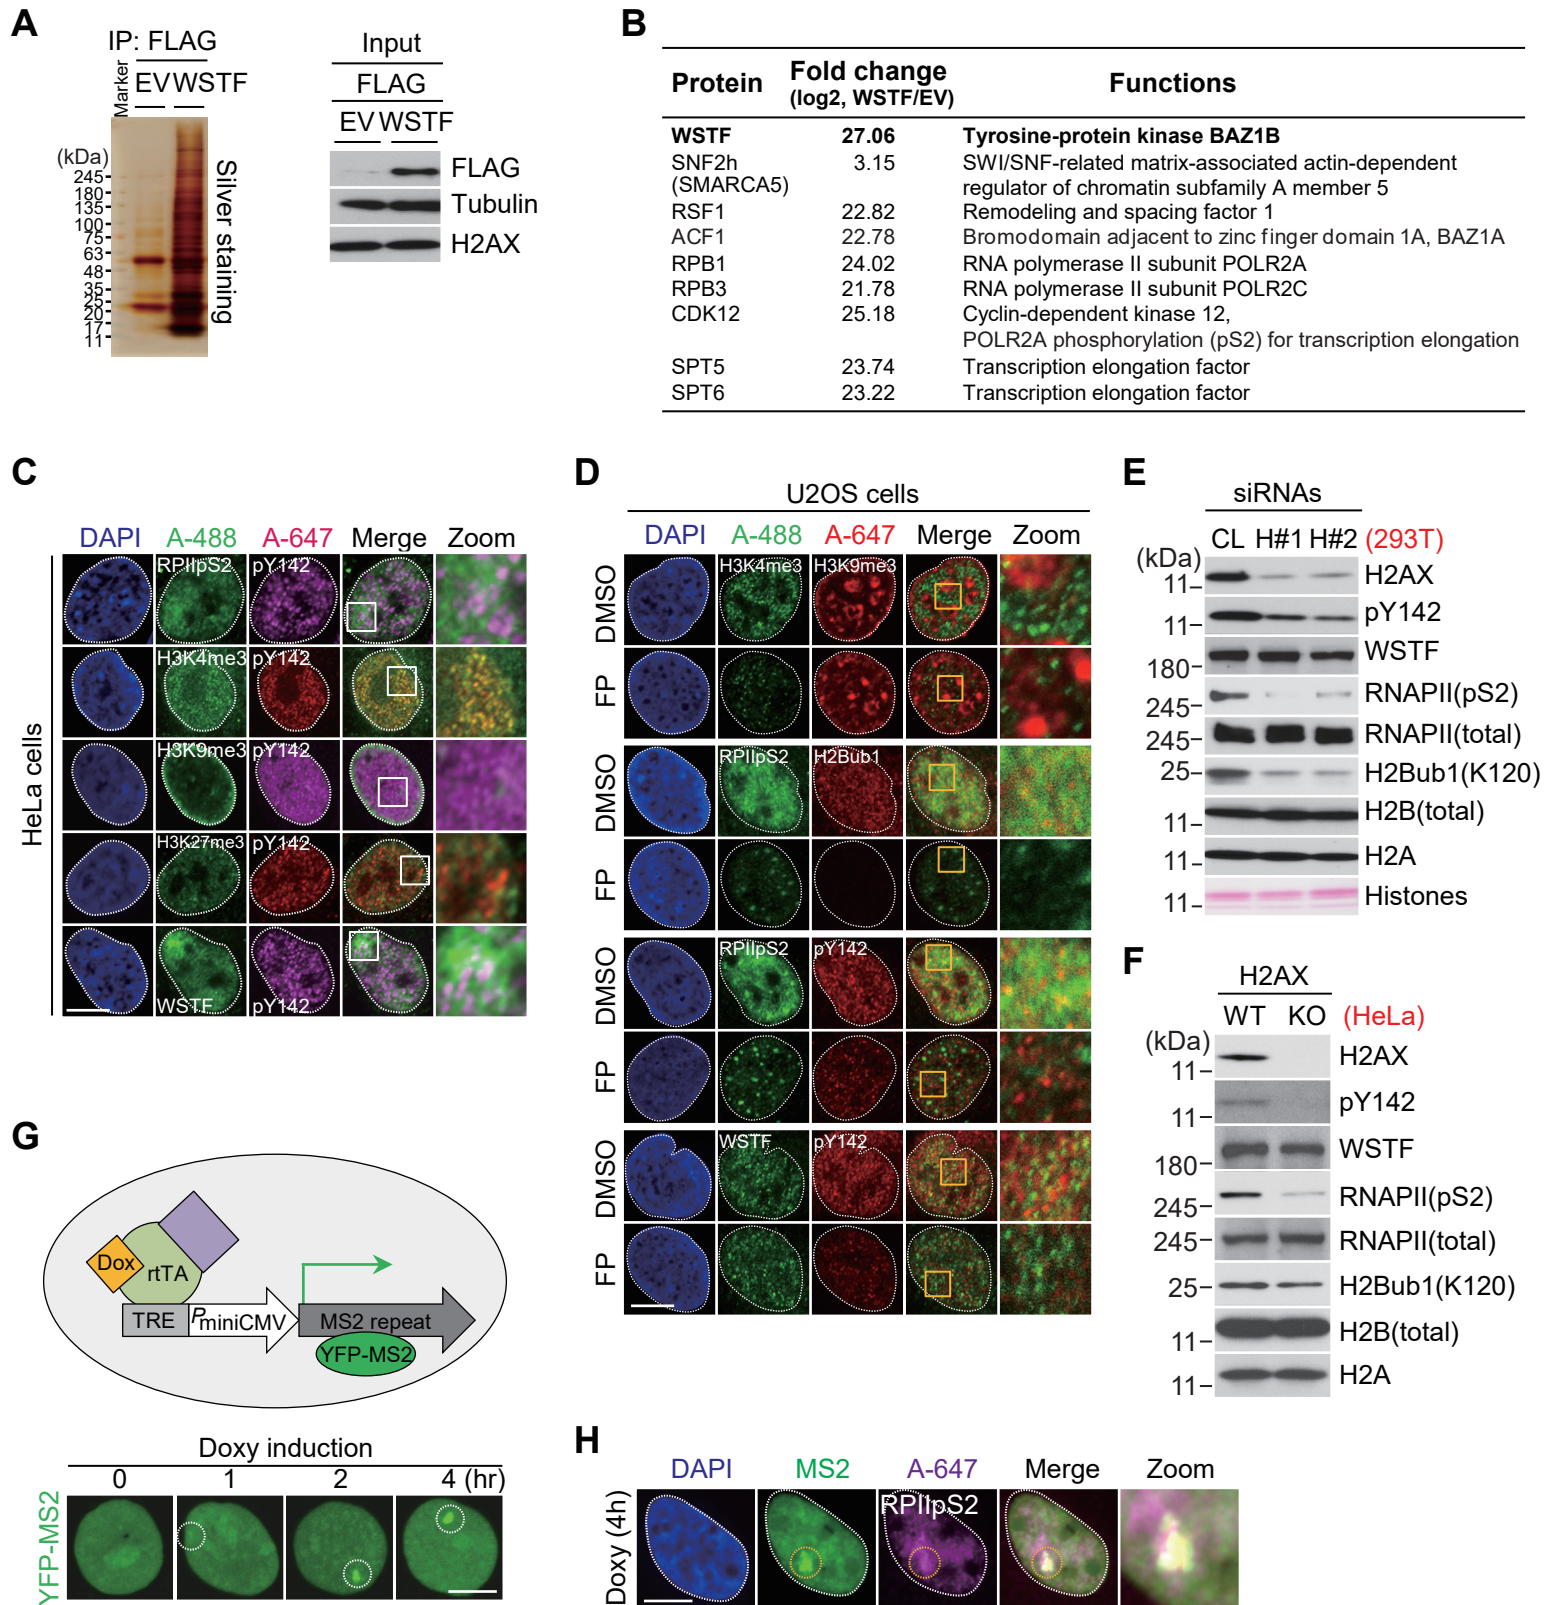 A
IP: FLAG
Marker
EV WSTF
(kDa)
245
180
135
100
75
63
48
35
25
20
17
11
Silver staining
Input
FLAG
EV WSTF
FLAG
Tubulin
H2AX
B
Protein Fold change (log2, WSTF/EV) Functions
WSTF 27.06 Tyrosine-protein kinase BAZ1B
SNF2h 3.15 SWI/SNF-related matrix-associated actin-dependent
(SMARCA5) regulator of chromatin subfamily A member 5
RSF1 22.82 Remodeling and spacing factor 1
ACF1 22.78 Bromodomain adjacent to zinc finger domain 1A, BAZ1A
RPB1 24.02 RNA polymerase II subunit POLR2A
RPB3 21.78 RNA polymerase II subunit POLR2C
CDK12 25.18 Cyclin-dependent kinase 12,
POLR2A phosphorylation (pS2) for transcription elongation
SPT5 23.74 Transcription elongation factor
SPT6 23.22 Transcription elongation factor
C
HeLa cells
DAPI A-488 A-647 Merge Zoom
RPIIpS2 pY142
H3K4me3 pY142
H3K9me3 pY142
H3K27me3 pY142
WSTF pY142
D
U2OS cells
DAPI A-488 A-647 Merge Zoom
DMSO H3K4me3 H3K9me3
FP
DMSO RPIIpS2 H2Bub1
FP
DMSO RPIIpS2 pY142
FP
DMSO WSTF pY142
FP
E
siRNAs
CL H#1 H#2 (293T)
(kDa)
11 H2AX
11 pY142
180 WSTF
245 RNAPII(pS2)
245 RNAPII(total)
25 H2Bub1(K120)
11 H2B(total)
11 H2A
11 Histones
F
H2AX
WT KO (HeLa)
(kDa)
11 H2AX
11 pY142
180 WSTF
245 RNAPII(pS2)
245 RNAPII(total)
25 H2Bub1(K120)
11 H2B(total)
11 H2A
G
Dox
rtTA
TRE PminiCMV MS2 repeat
YFP-MS2
Doxy induction
0 1 2 4 (hr)
YFP-MS2
H
DAPI MS2 A-647 Merge Zoom
Doxy (4h)
RPIIpS2